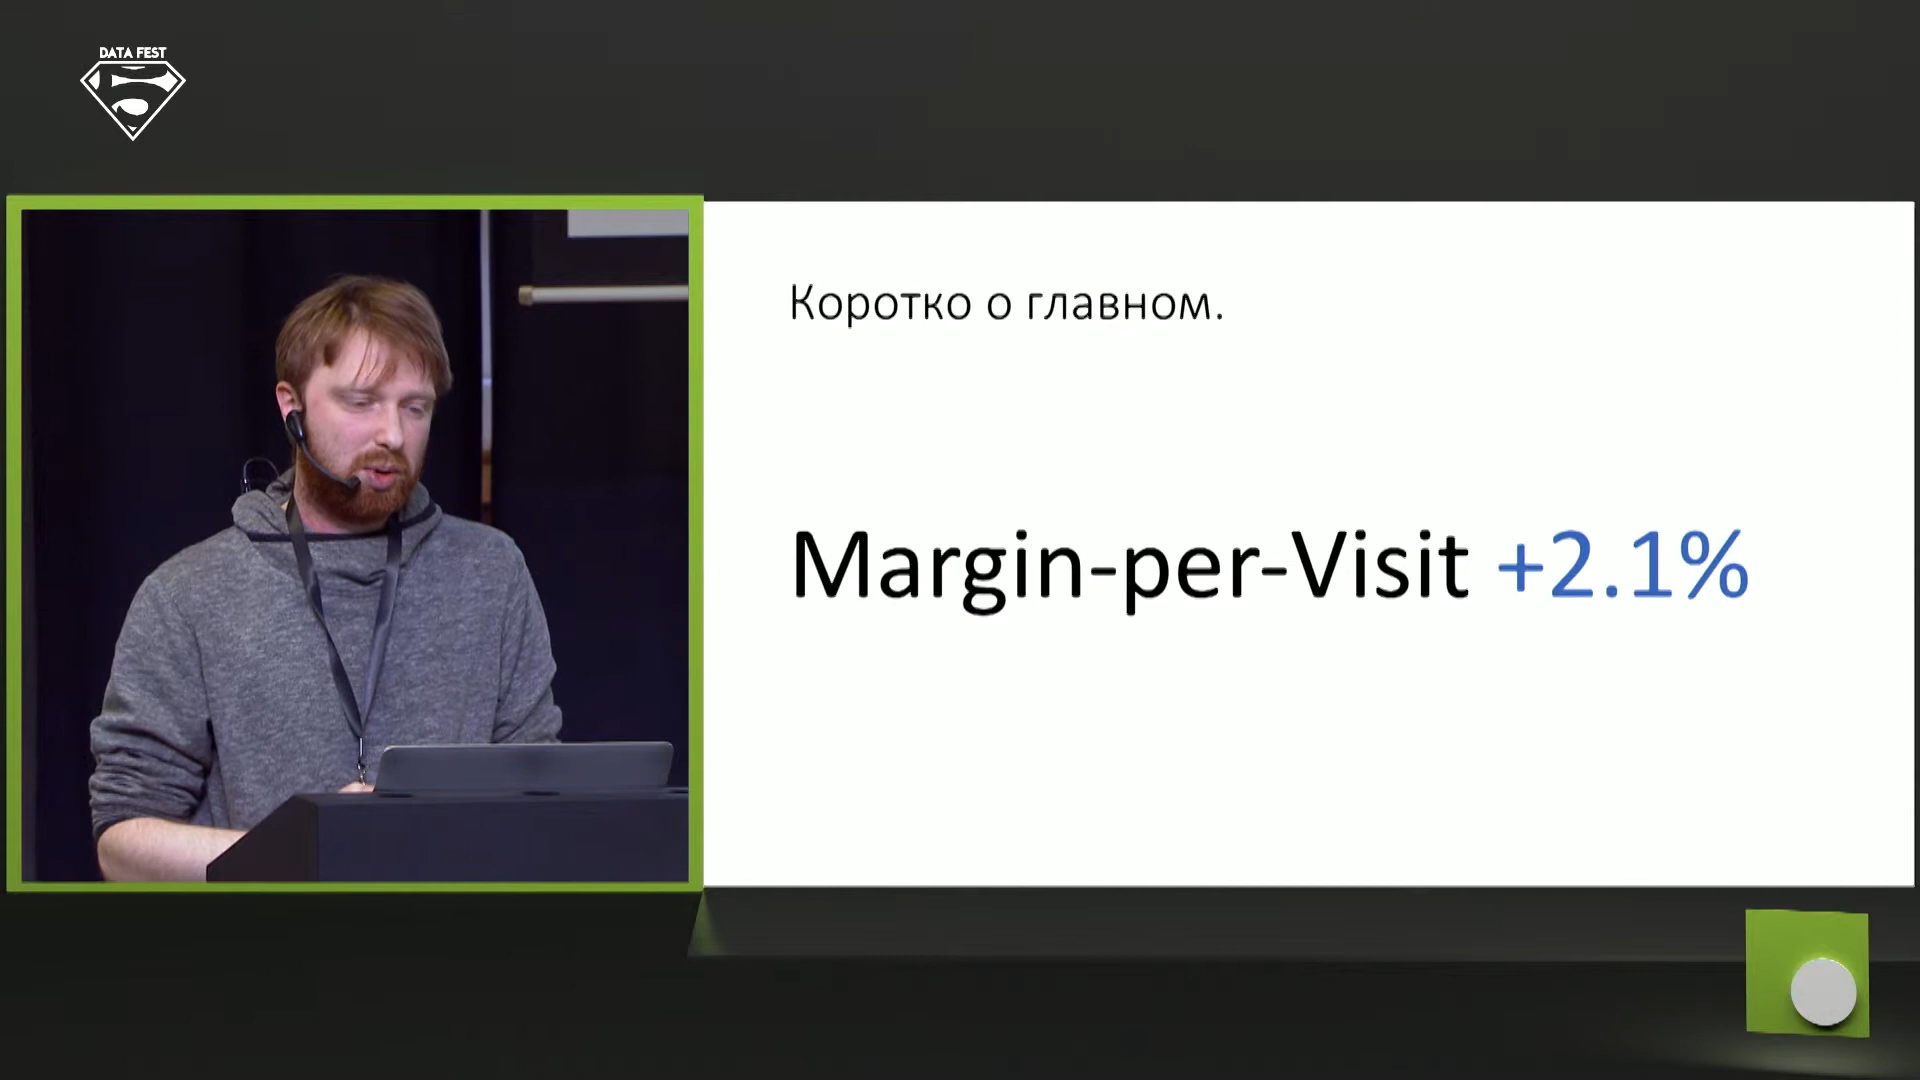 DATA FEST
Коротко о главном.
Margin-per-Visit +2.1%